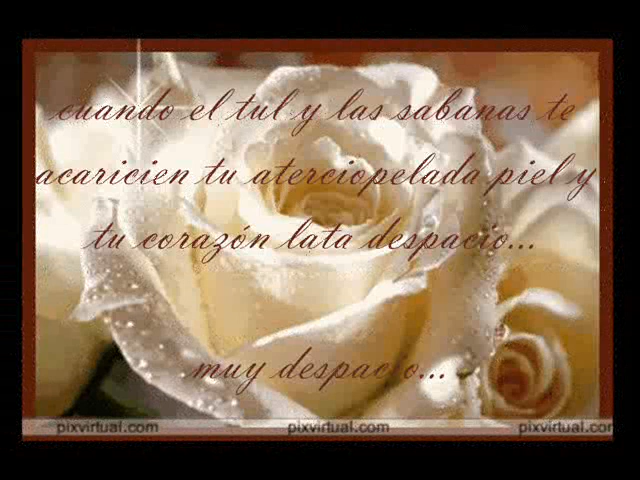 cuando el tul y las sabanas te
acaricien tu aterciopelada piel y
tu corazón lata despacio...
muy despacio...
pixvirtual.com pixvirtual.com pixvirtual.com